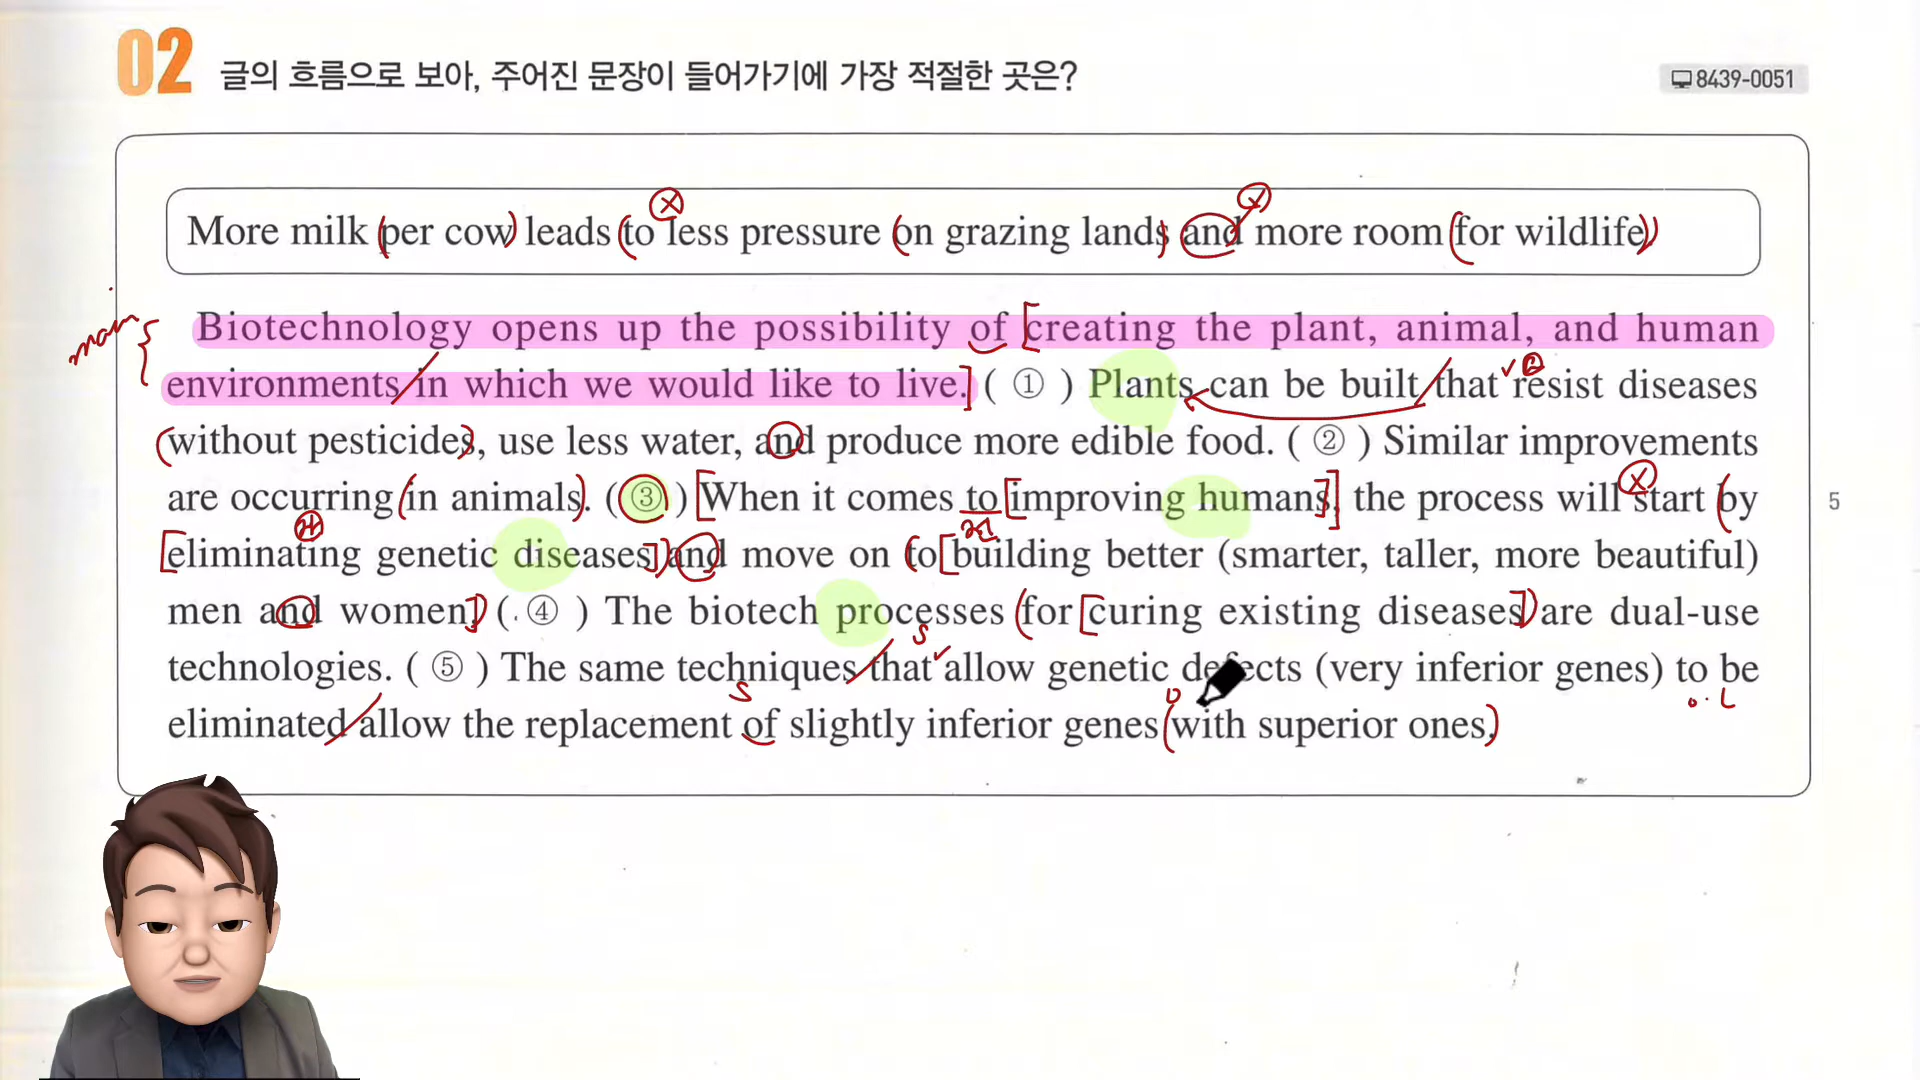 02 글의 흐름으로 보아, 주어진 문장이 들어가기에 가장 적절한 곳은? 8439-0051
More milk per cow leads to less pressure on grazing lands and more room for wildlife.
main
Biotechnology opens up the possibility of creating the plant, animal, and human
environments in which we would like to live. ( ① ) Plants can be built that resist diseases
without pesticides, use less water, and produce more edible food. ( ② ) Similar improvements
are occurring in animals. ( ③ ) When it comes to improving humans, the process will start by
5
eliminating genetic diseases and move on to building better (smarter, taller, more beautiful)
men and women. ( ④ ) The biotech processes for curing existing diseases are dual-use
technologies. ( ⑤ ) The same techniques that allow genetic defects (very inferior genes) to be
eliminated allow the replacement of slightly inferior genes with superior ones.